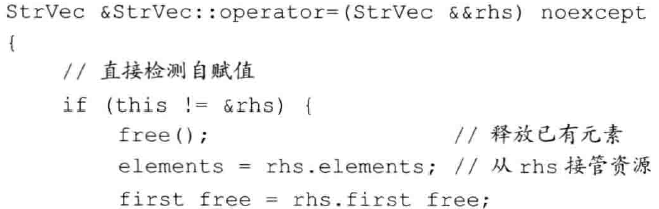 StrVec &StrVec::operator=(StrVec &&rhs) noexcept
{
// 直接检测自赋值
if (this != &rhs) {
free(); // 释放已有元素
elements = rhs.elements; // 从 rhs 接管资源
first free = rhs.first free;